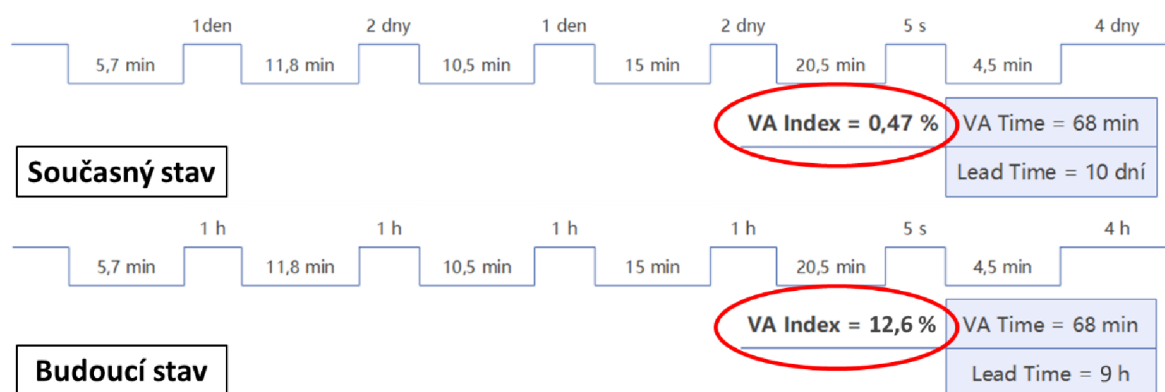 1den 2 dny 1 den 2 dny 5 s 4 dny
5,7 min 11,8 min 10,5 min 15 min 20,5 min 4,5 min
VA Index = 0,47 % VA Time = 68 min
Současný stav
Lead Time = 10 dní
1 h 1 h 1 h 1 h 5 s 4 h
5,7 min 11,8 min 10,5 min 15 min 20,5 min 4,5 min
VA Index = 12,6 % VA Time = 68 min
Budoucí stav
Lead Time = 9 h